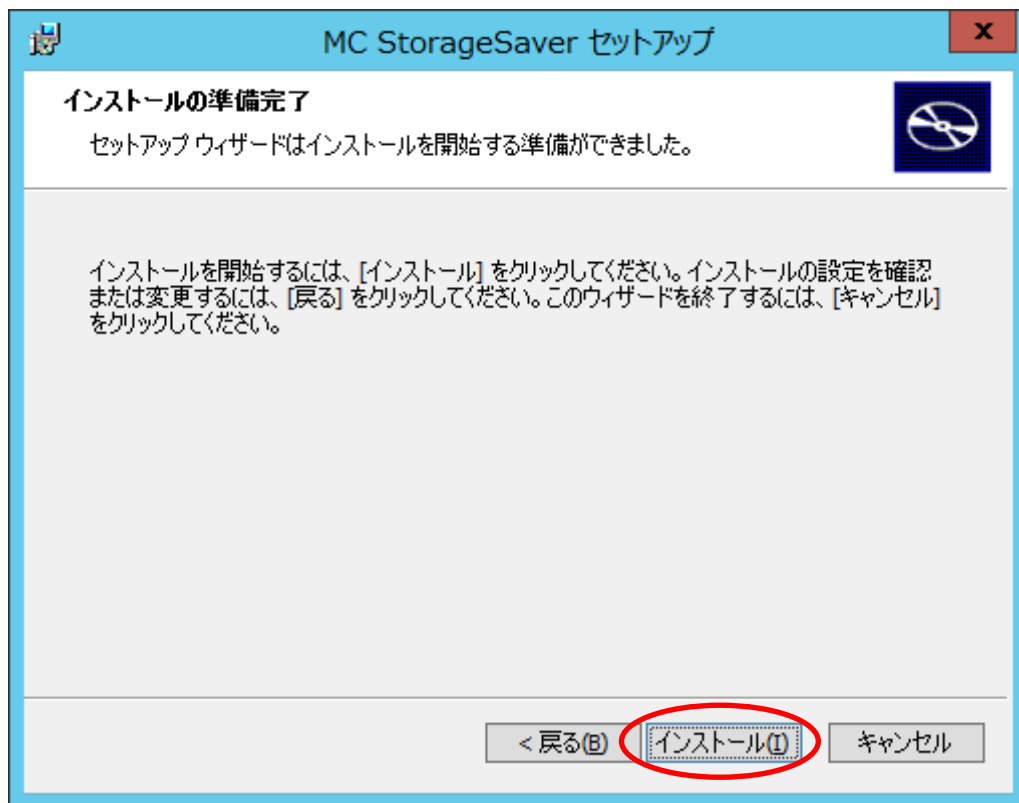 MC StorageSaver セットアップ
x
インストールの準備完了
セットアップ ウィザードはインストールを開始する準備ができました。
インストールを開始するには、[インストール] をクリックしてください。インストールの設定を確認
または変更するには、[戻る] をクリックしてください。このウィザードを終了するには、[キャンセル]
をクリックしてください。
< 戻る(B) インストール(I) キャンセル